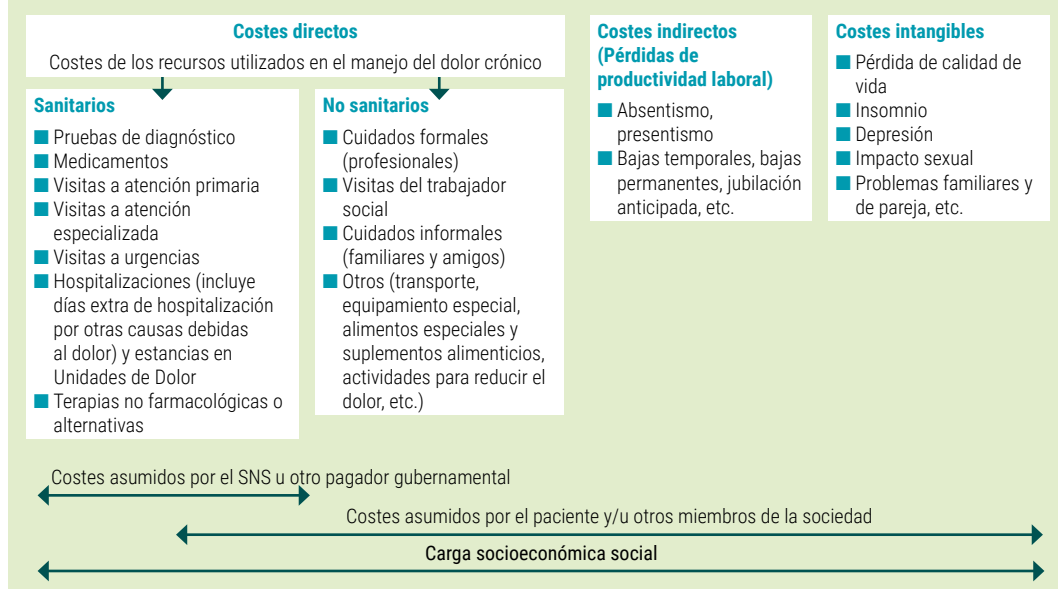 Costes directos
Costes de los recursos utilizados en el manejo del dolor crónico
Sanitarios
■ Pruebas de diagnóstico
■ Medicamentos
■ Visitas a atención primaria
■ Visitas a atención
especializada
■ Visitas a urgencias
■ Hospitalizaciones (incluye
días extra de hospitalización
por otras causas debidas
al dolor) y estancias en
Unidades de Dolor
■ Terapias no farmacológicas o
alternativas
No sanitarios
■ Cuidados formales
(profesionales)
■ Visitas del trabajador
social
■ Cuidados informales
(familiares y amigos)
■ Otros (transporte,
equipamiento especial,
alimentos especiales y
suplementos alimenticios,
actividades para reducir el
dolor, etc.)
Costes indirectos
(Pérdidas de
productividad laboral)
■ Absentismo,
presentismo
■ Bajas temporales, bajas
permanentes, jubilación
anticipada, etc.
Costes intangibles
■ Pérdida de calidad de
vida
■ Insomnio
■ Depresión
■ Impacto sexual
■ Problemas familiares y
de pareja, etc.
Costes asumidos por el SNS u otro pagador gubernamental
Costes asumidos por el paciente y/u otros miembros de la sociedad
Carga socioeconómica social